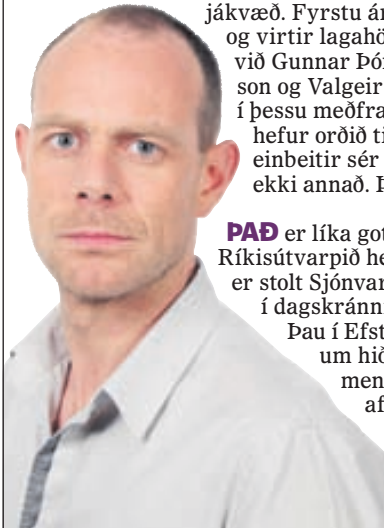 jákvæð. Fyrstu ár
og virtir lagahö
við Gunnar Þór
son og Valgeir
í þessu meðfra
hefur orðið ti
einbeitir sér
ekki annað. Þ
ÞAÐ er líka got
Ríkisútvarpið he
er stolt Sjónvar
í dagskránn
Þau í Efst
um hið
men
af